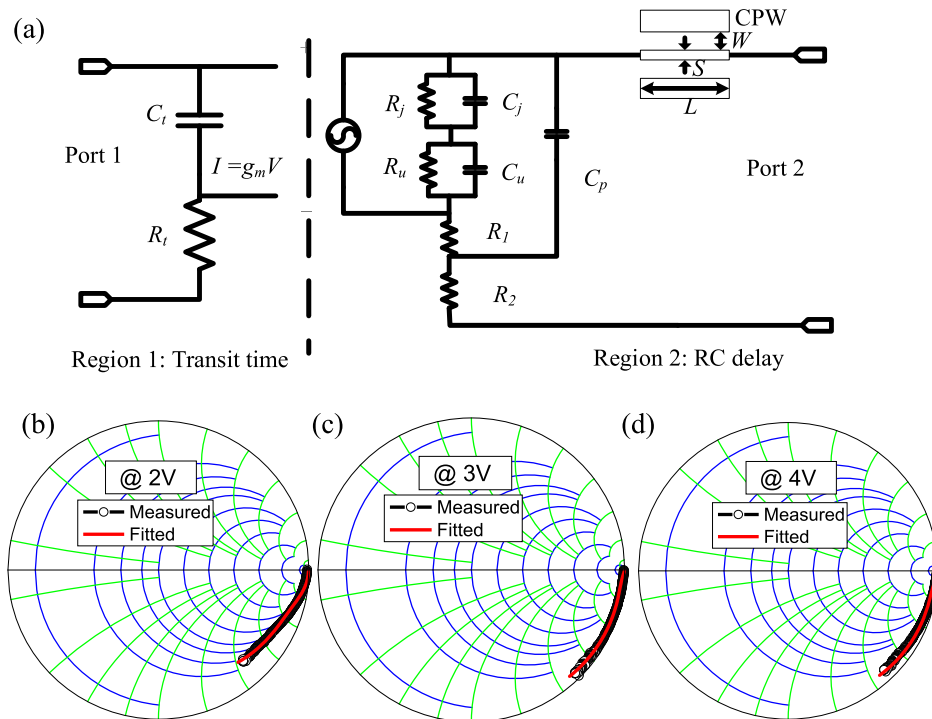 (a)
CPW
W
S
L
C_t
Port 1
I =g_mV
R_t
R_j
C_j
R_u
C_u
C_p
R_1
R_2
Port 2
Region 1: Transit time
Region 2: RC delay
(b)
@ 2V
Measured
Fitted
(c)
@ 3V
Measured
Fitted
(d)
@ 4V
Measured
Fitted